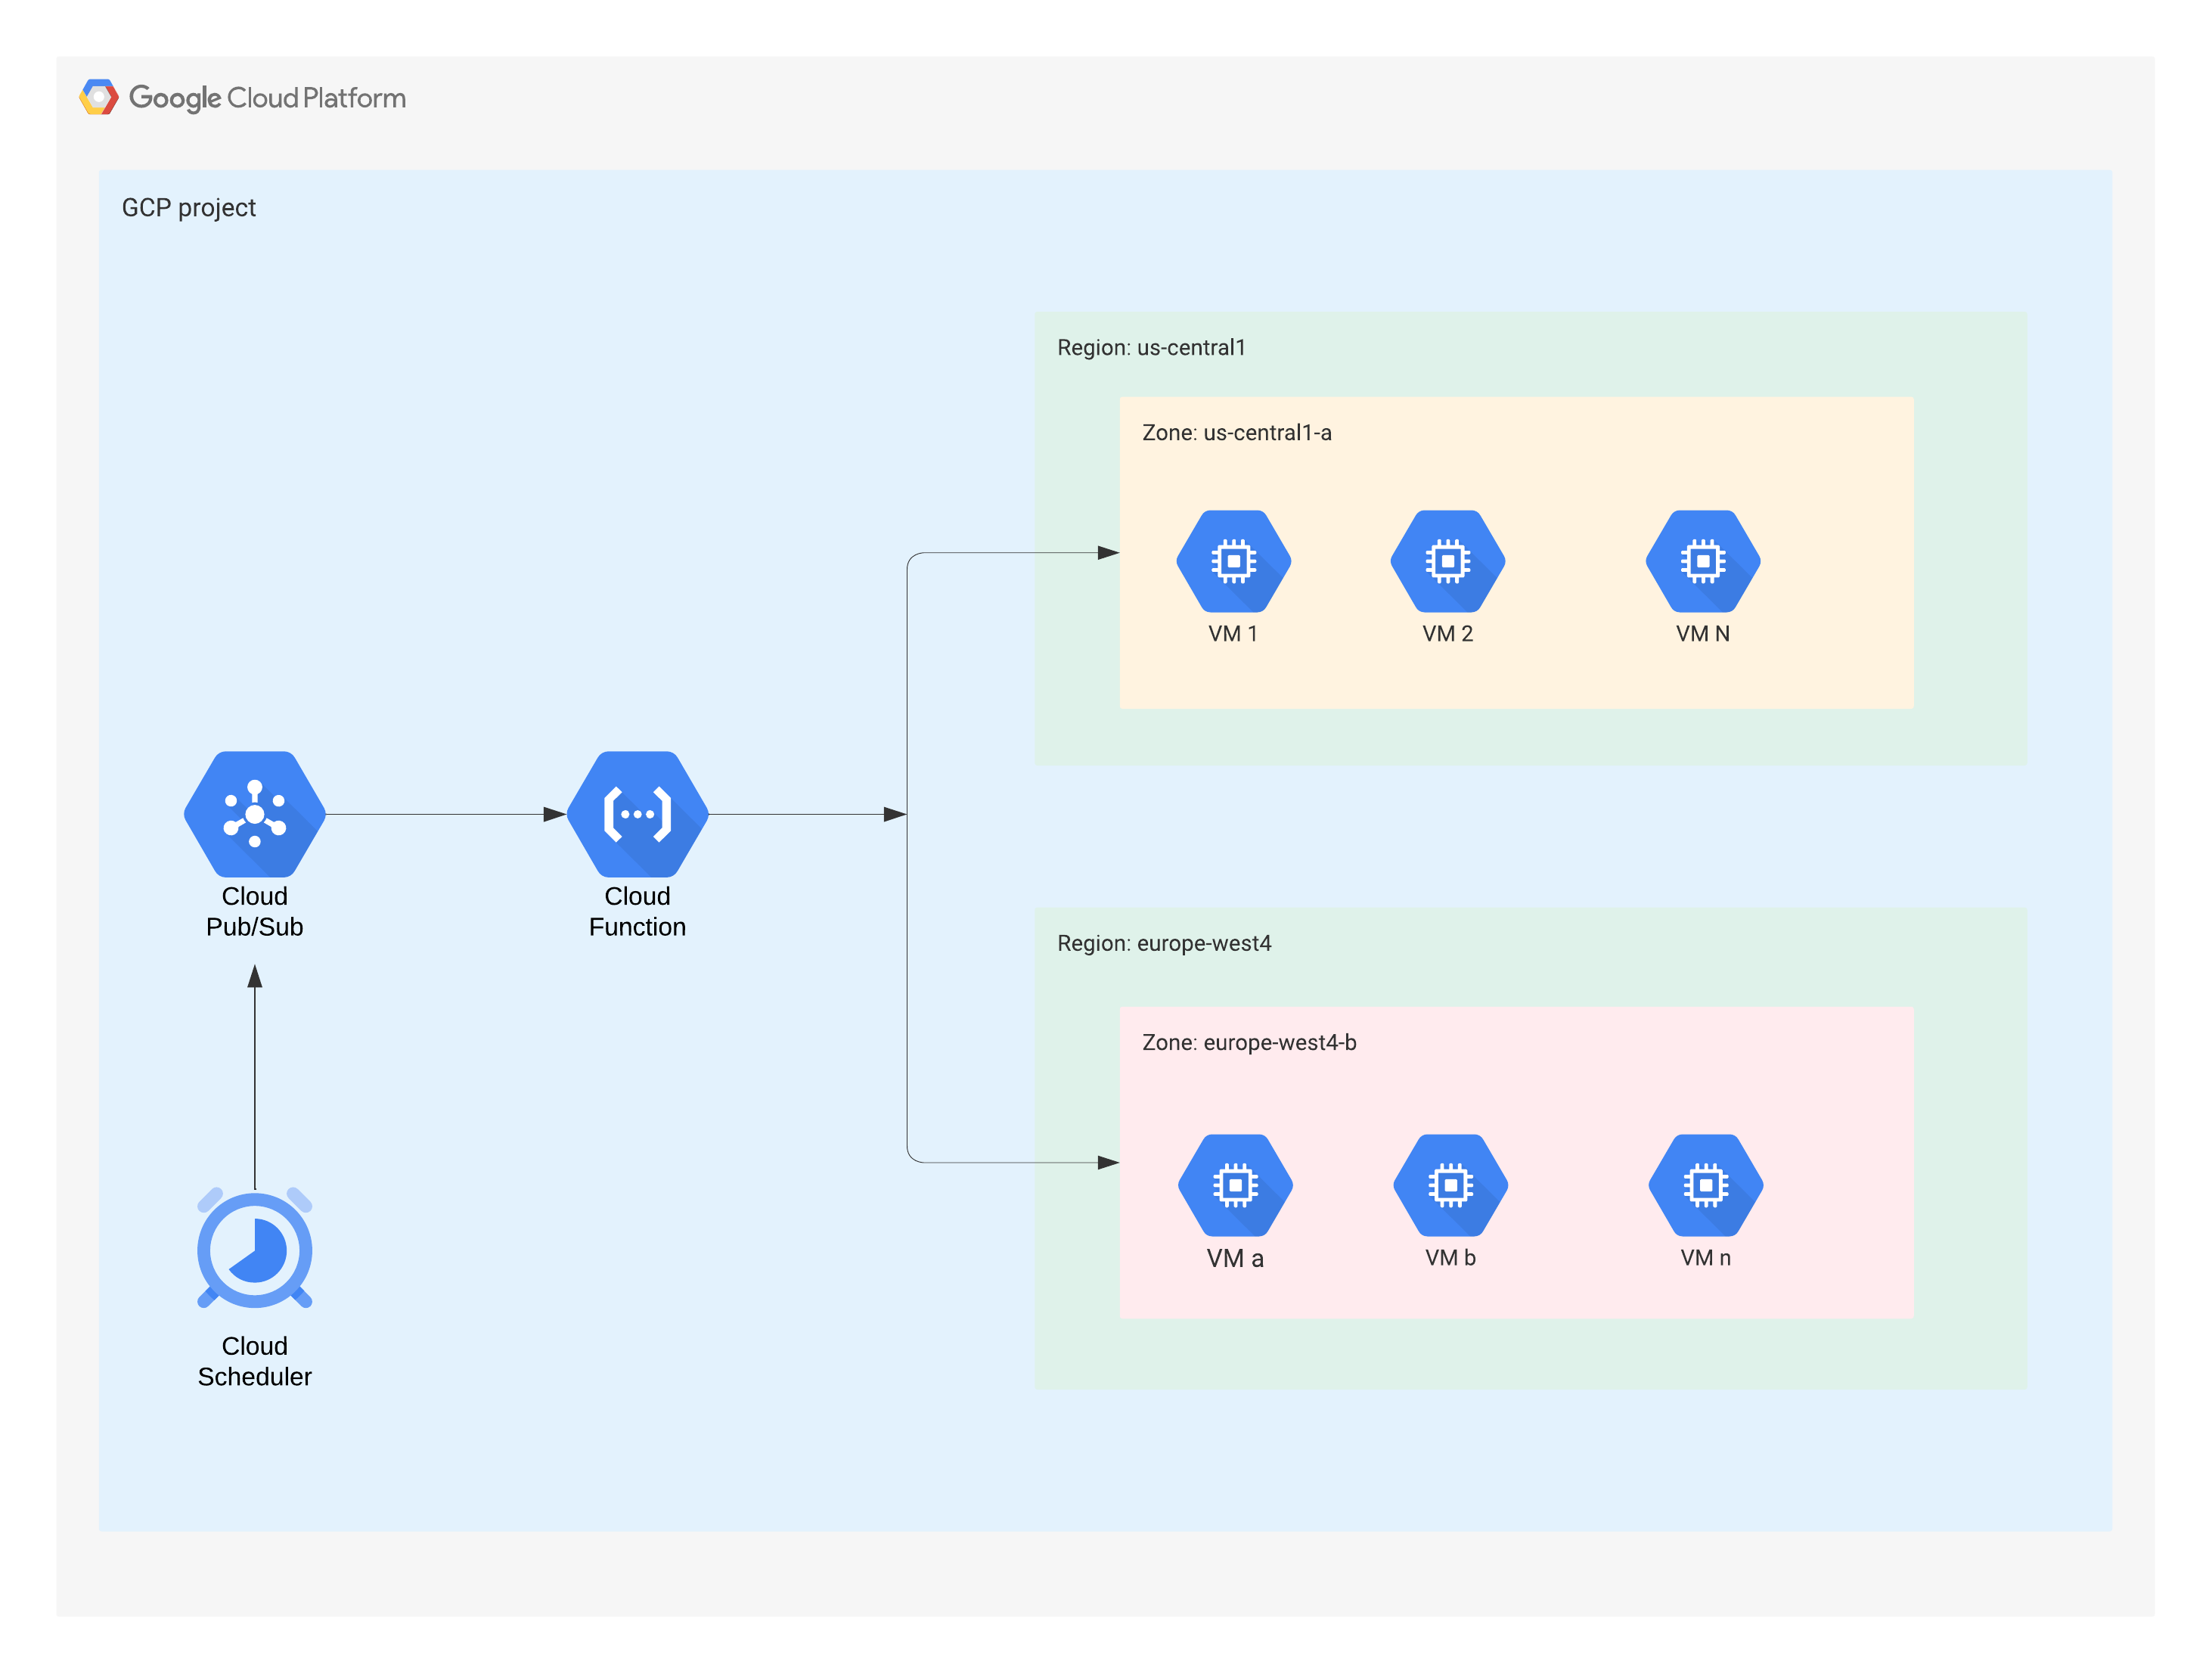 Google Cloud Platform
GCP project
Region: us-central1
Zone: us-central1-a
VM 1
VM 2
VM N
Cloud
Pub/Sub
Cloud
Function
Region: europe-west4
Zone: europe-west4-b
VM a
VM b
VM n
Cloud
Scheduler